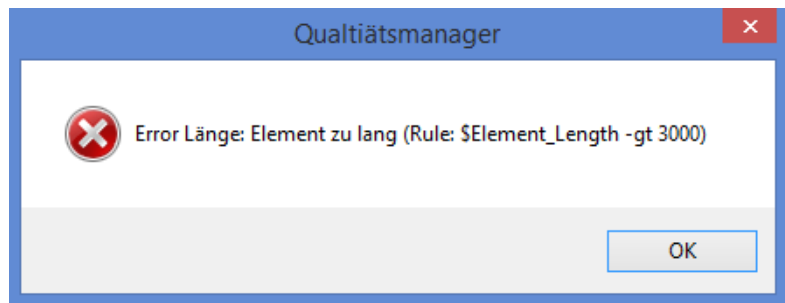 Qualtiätsmanager
Error Länge: Element zu lang (Rule: $Element_Length -gt 3000)
OK